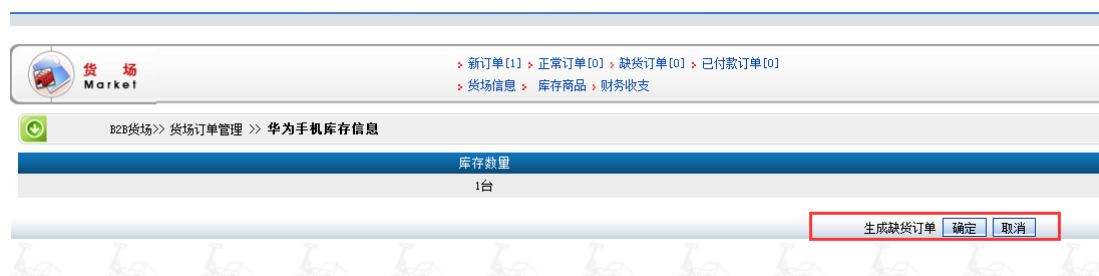 货 场
Market
> 新订单[1] > 正常订单[0] > 缺货订单[0] > 已付款订单[0]
> 货场信息 > 库存商品 > 财务收支
B2B货场>> 货场订单管理 >> 华为手机库存信息
库存数量
1台
生成缺货订单 确定 取消